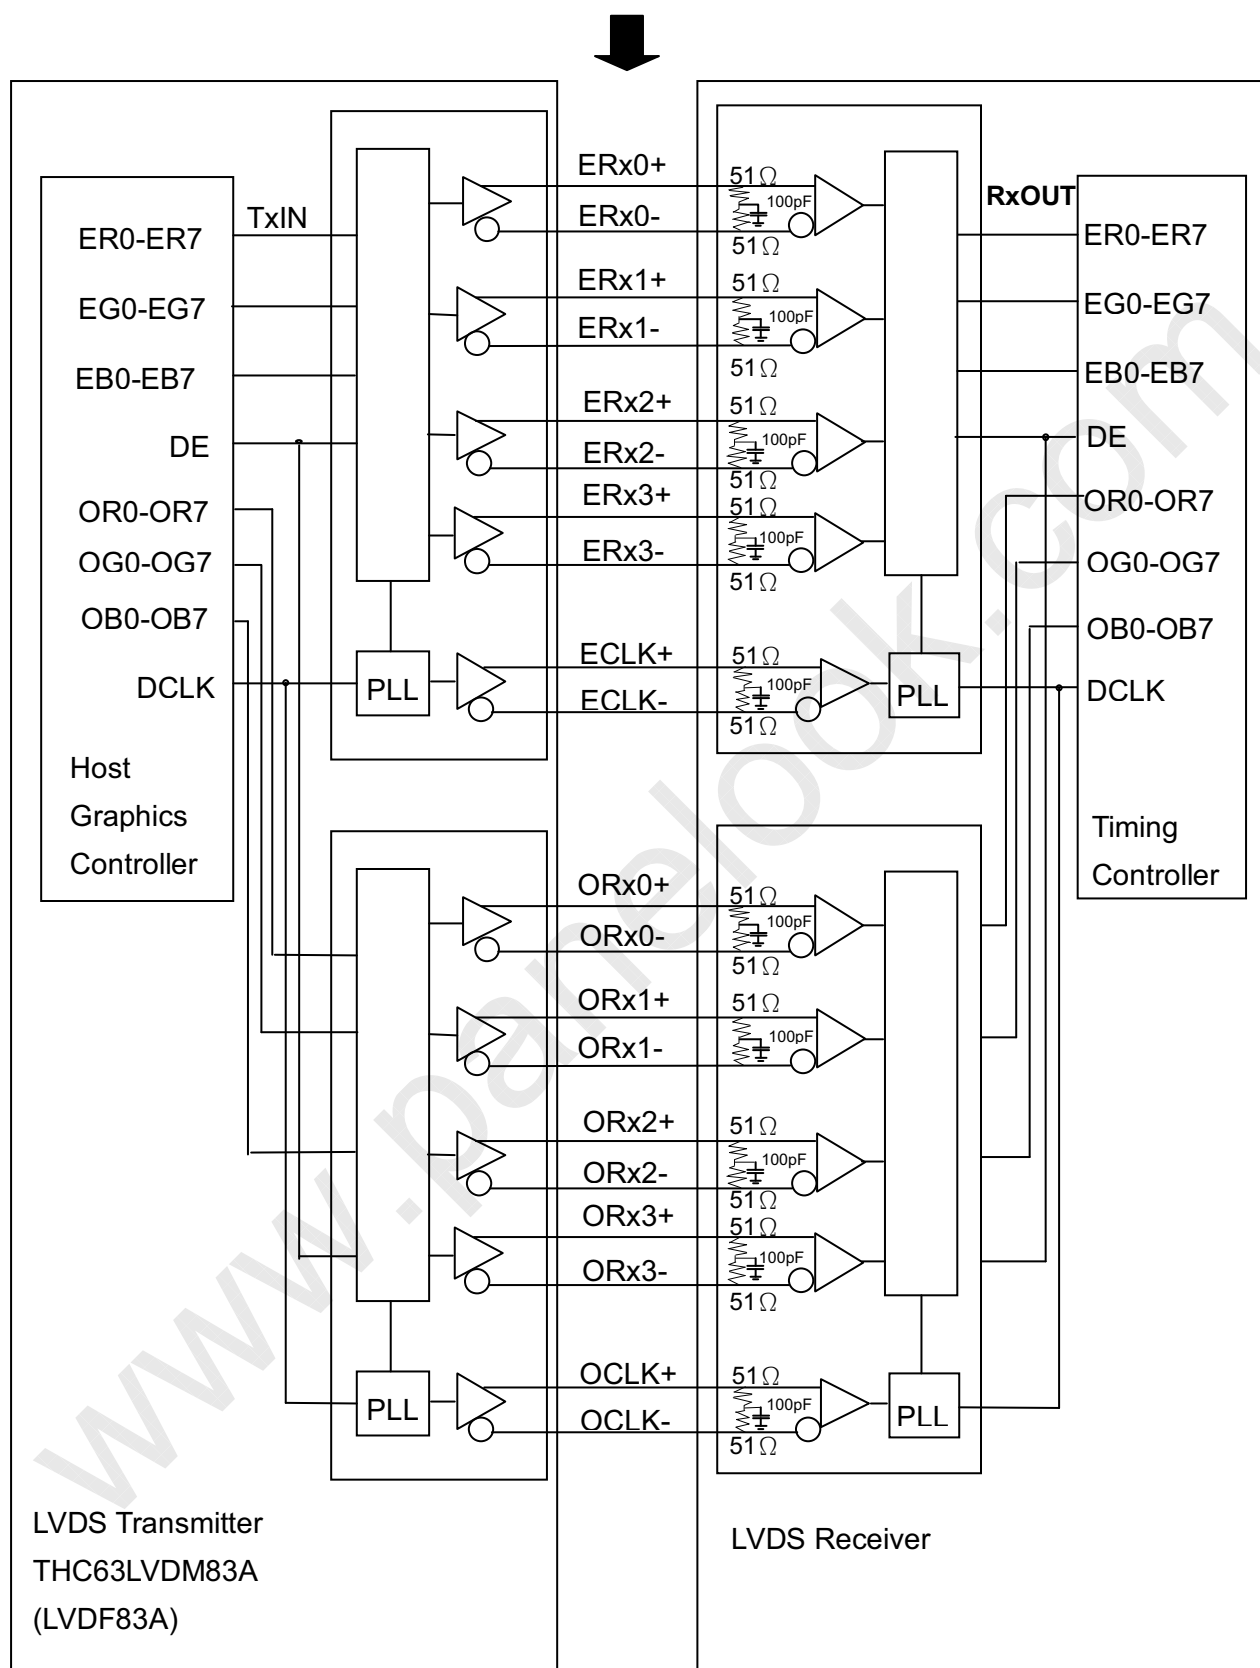 TxIN
ER0-ER7
EG0-EG7
EB0-EB7
DE
OR0-OR7
OG0-OG7
OB0-OB7
DCLK
Host
Graphics
Controller
PLL
ERx0+
ERx0-
ERx1+
ERx1-
ERx2+
ERx2-
ERx3+
ERx3-
ECLK+
ECLK-
51Ω
100pF
51Ω
51Ω
100pF
51Ω
51Ω
100pF
51Ω
51Ω
100pF
51Ω
51Ω
100pF
51Ω
PLL
RxOUT
ER0-ER7
EG0-EG7
EB0-EB7
DE
OR0-OR7
OG0-OG7
OB0-OB7
DCLK
Timing
Controller
PLL
ORx0+
ORx0-
ORx1+
ORx1-
ORx2+
ORx2-
ORx3+
ORx3-
OCLK+
OCLK-
51Ω
100pF
51Ω
51Ω
100pF
51Ω
100pF
51Ω
51Ω
100pF
51Ω
51Ω
100pF
51Ω
PLL
LVDS Transmitter
THC63LVDM83A
(LVDF83A)
LVDS Receiver
www.panelook.com